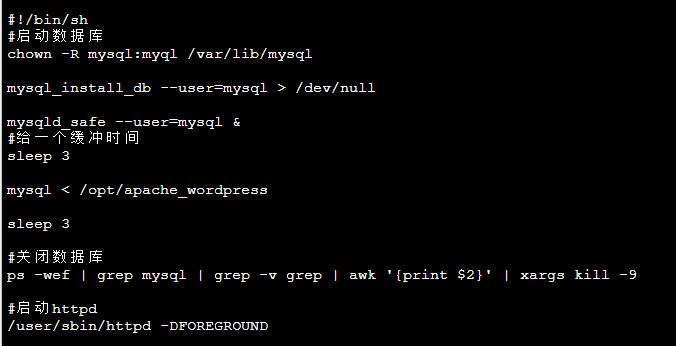 #!/bin/sh
#启动数据库
chown -R mysql:myql /var/lib/mysql
mysql_install_db --user=mysql > /dev/null
mysqld_safe --user=mysql &
#给一个缓冲时间
sleep 3
mysql < /opt/apache_wordpress
sleep 3
#关闭数据库
ps -wef | grep mysql | grep -v grep | awk '{print $2}' | xargs kill -9
#启动httpd
/user/sbin/httpd -DFOREGROUND